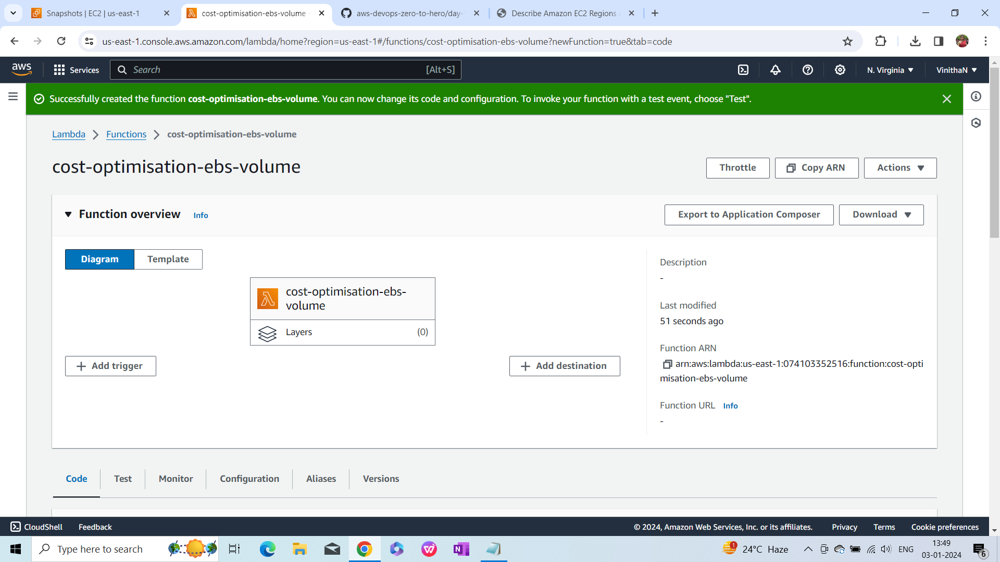 Snapshots | EC2 | us-east-1
cost-optimisation-ebs-volume -
aws-devops-zero-to-hero/day-
Describe Amazon EC2 Regions
us-east-1.console.aws.amazon.com/lambda/home?region=us-east-1#/functions/cost-optimisation-ebs-volume?newFunction=true&tab=code
aws
Services
Search
[Alt+S]
N. Virginia
VinithaN
Successfully created the function cost-optimisation-ebs-volume. You can now change its code and configuration. To invoke your function with a test event, choose "Test".
Lambda
Functions
cost-optimisation-ebs-volume
cost-optimisation-ebs-volume
Throttle
Copy ARN
Actions
Function overview
Info
Export to Application Composer
Download
Diagram
Template
cost-optimisation-ebs-
volume
Layers
(0)
Add trigger
Add destination
Description
-
Last modified
51 seconds ago
Function ARN
arn:aws:lambda:us-east-1:074103352516:function:cost-opti
misation-ebs-volume
Function URL
Info
-
Code
Test
Monitor
Configuration
Aliases
Versions
CloudShell
Feedback
© 2024, Amazon Web Services, Inc. or its affiliates.
Privacy
Terms
Cookie preferences
Type here to search
N
1
24°C Haze
ENG
13:49
03-01-2024
6